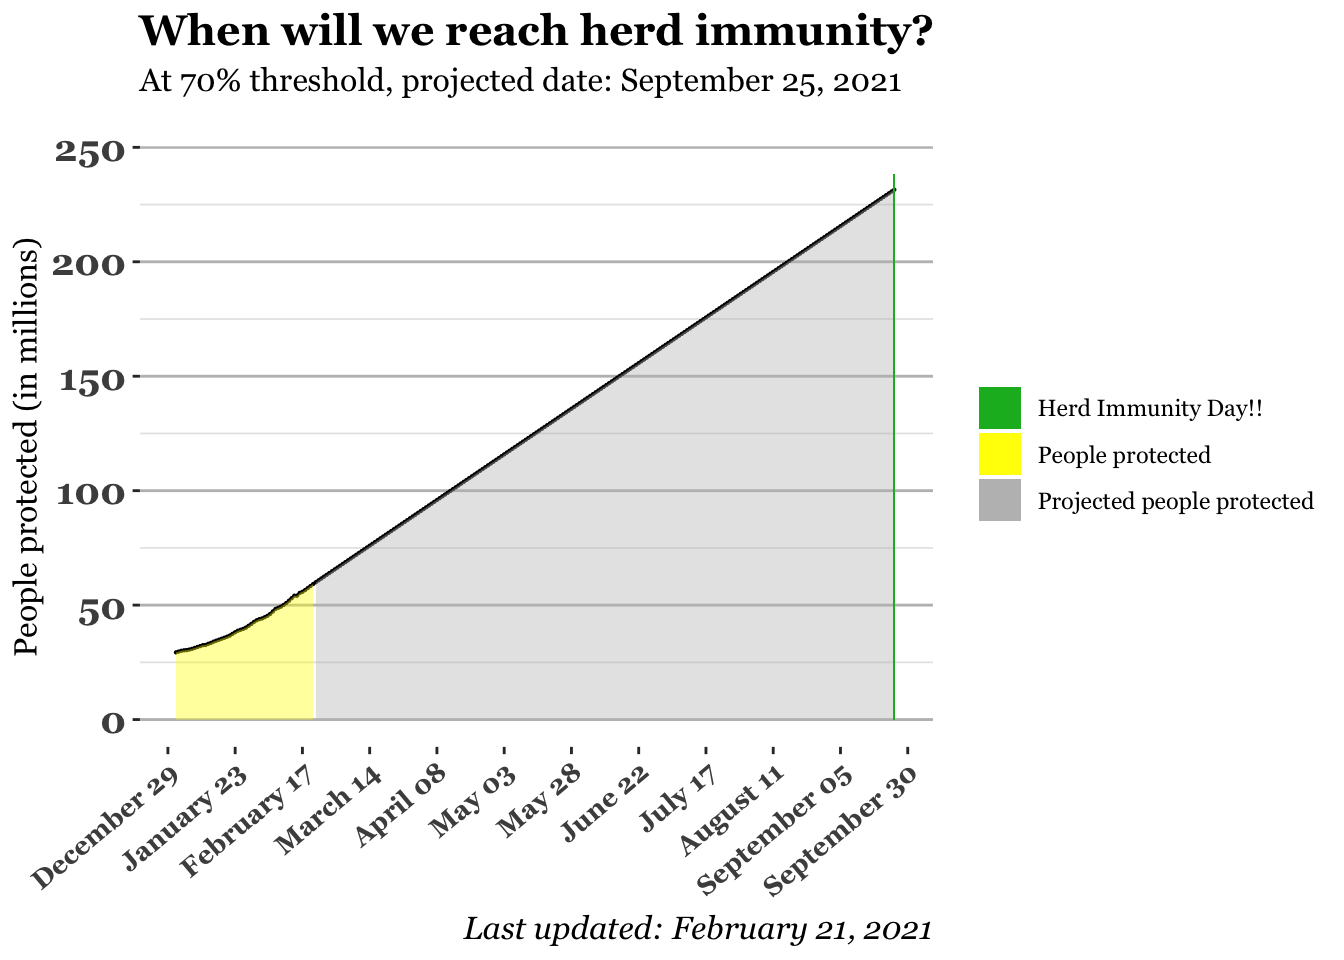 When will we reach herd immunity?
At 70% threshold, projected date: September 25, 2021
People protected (in millions)
250
200
150
100
50
0
December 29
January 23
February 17
March 14
April 08
May 03
May 28
June 22
July 17
August 11
September 05
September 30
Herd Immunity Day!!
People protected
Projected people protected
Last updated: February 21, 2021